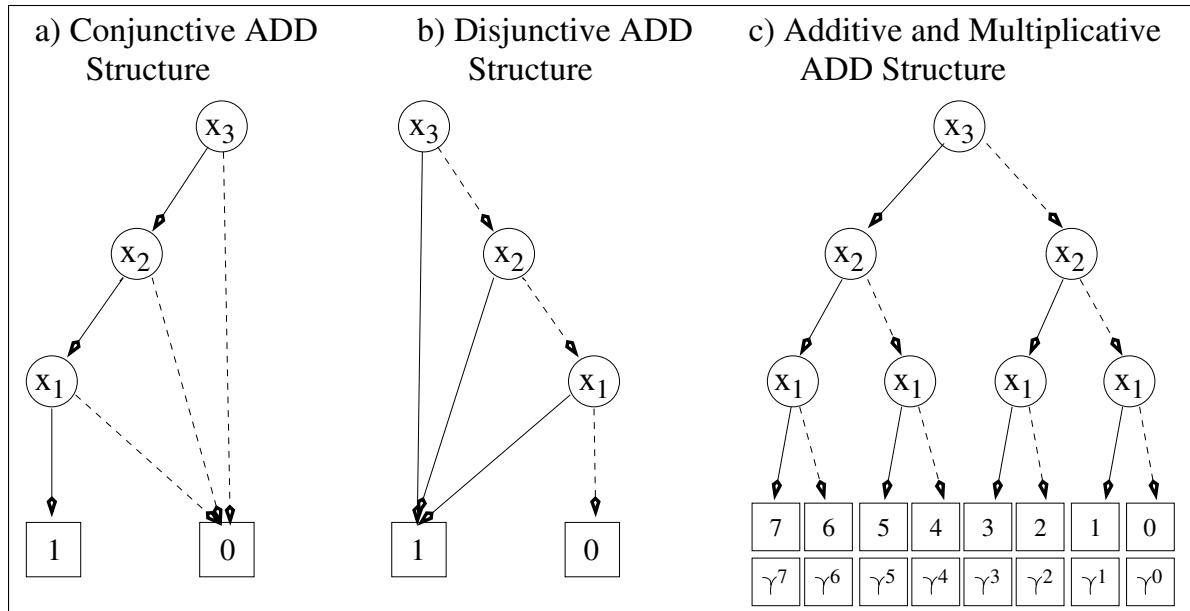 a) Conjunctive ADD
Structure
b) Disjunctive ADD
Structure
c) Additive and Multiplicative
ADD Structure
x₃
x₂
x₁
1
0
x₃
x₂
x₁
1
0
x₃
x₂
x₂
x₁
x₁
x₁
x₁
7 6 5 4 3 2 1 0
γ⁷ γ⁶ γ⁵ γ⁴ γ³ γ² γ¹ γ⁰